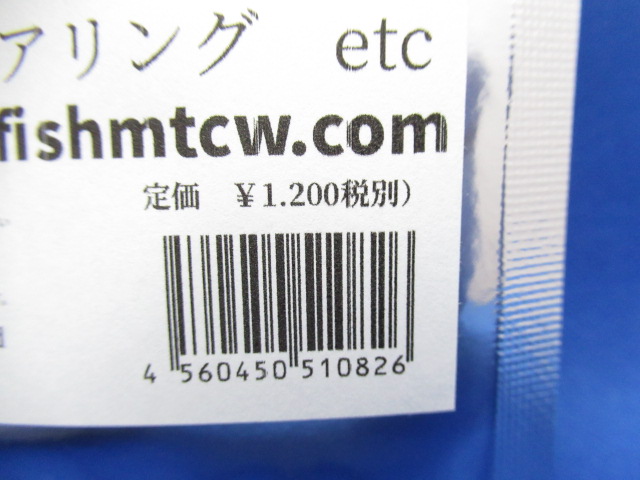 アリング　etc
fishmtcw.com
定価　￥1.200税別）
4 560450 510826